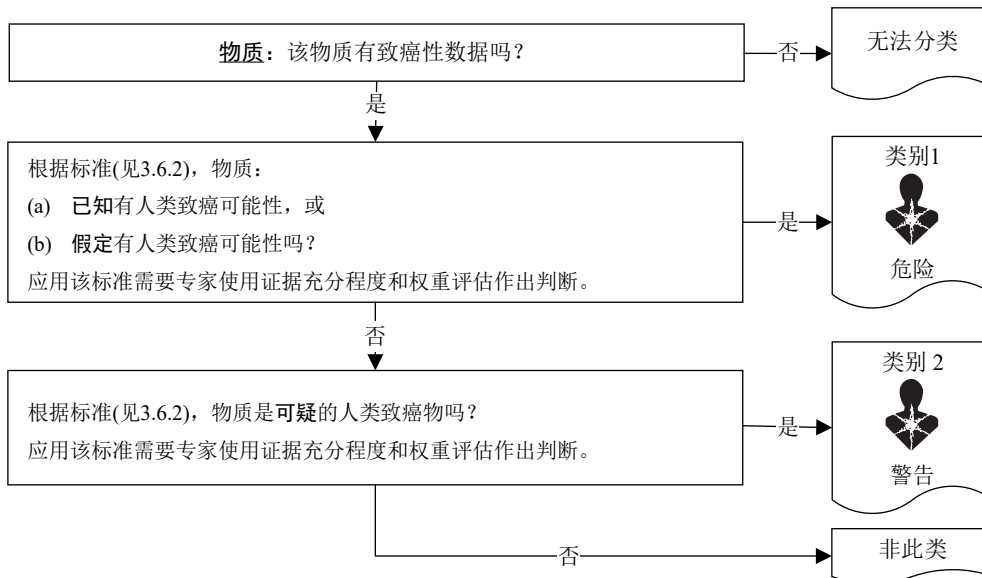 物质：该物质有致癌性数据吗？
否
无法分类
是
根据标准(见3.6.2)，物质：
(a) 已知有人类致癌可能性，或
(b) 假定有人类致癌可能性吗？
应用该标准需要专家使用证据充分程度和权重评估作出判断。
是
类别1
危险
否
根据标准(见3.6.2)，物质是可疑的人类致癌物吗？
应用该标准需要专家使用证据充分程度和权重评估作出判断。
是
类别 2
警告
否
非此类